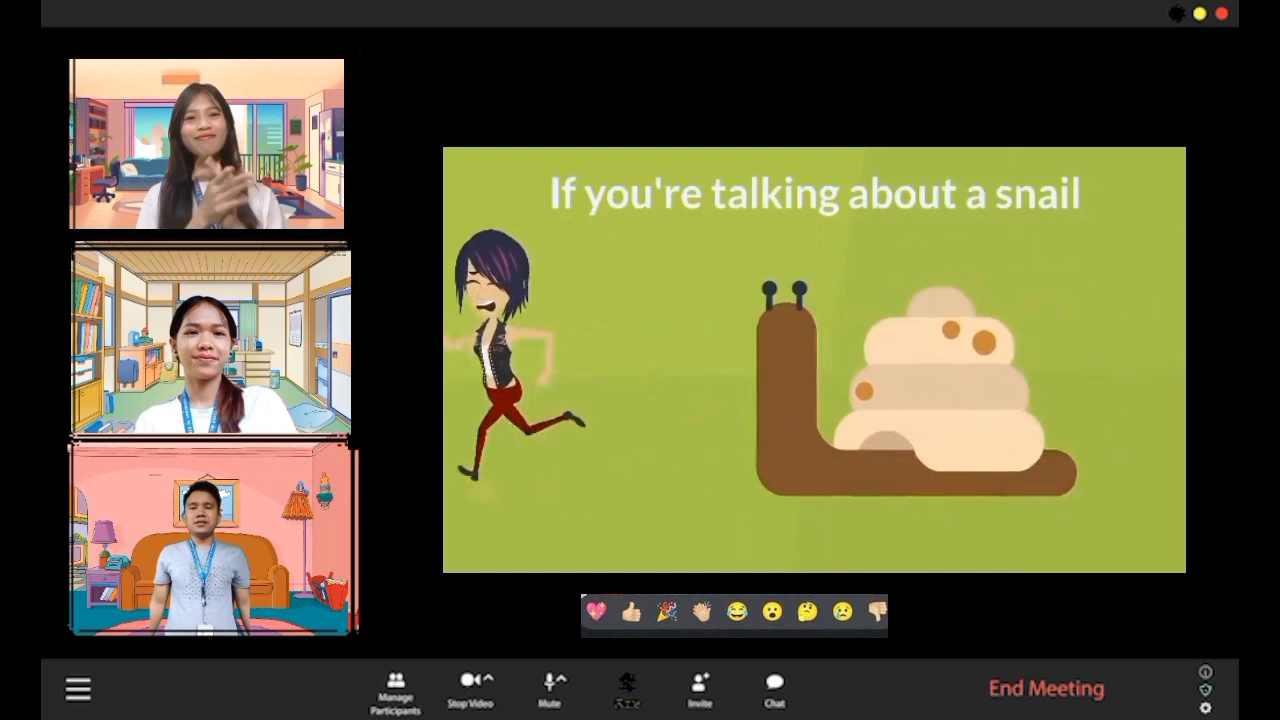 If you're talking about a snail
Manage
Participants
Stop Video
Mute
Invite
Chat
End Meeting